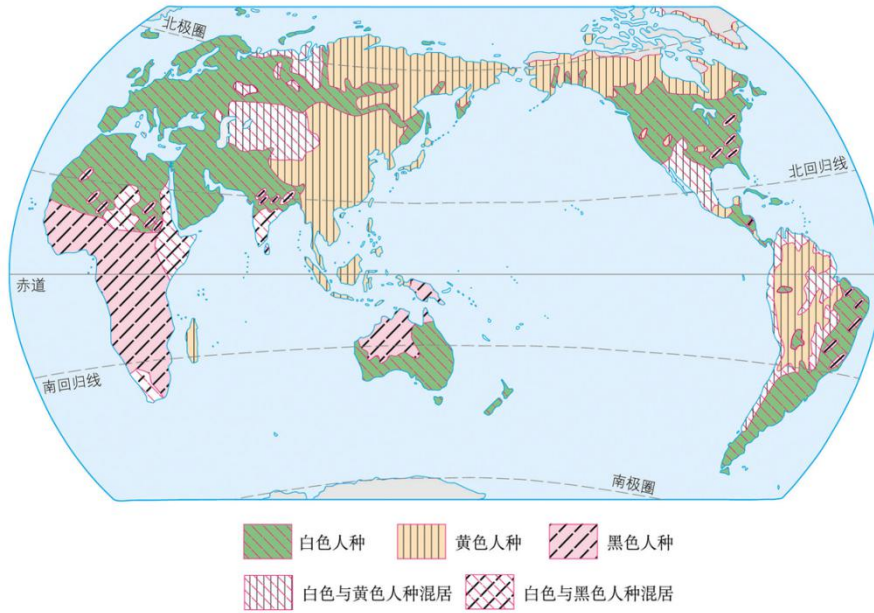 北极圈
北回归线
赤道
南回归线
南极圈
白色人种
黄色人种
黑色人种
白色与黄色人种混居
白色与黑色人种混居